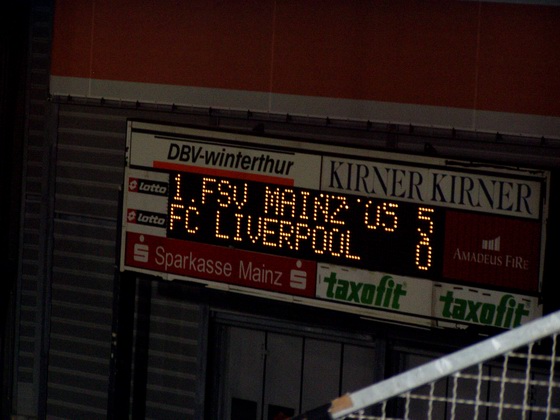 DBV-winterthur
KIRNER KIRNER
Lotto
1.FSV MAINZ'05 5
Lotto
FC LIVERPOOL 0
AMADEUS FIRE
Sparkasse Mainz
taxofit
taxofit